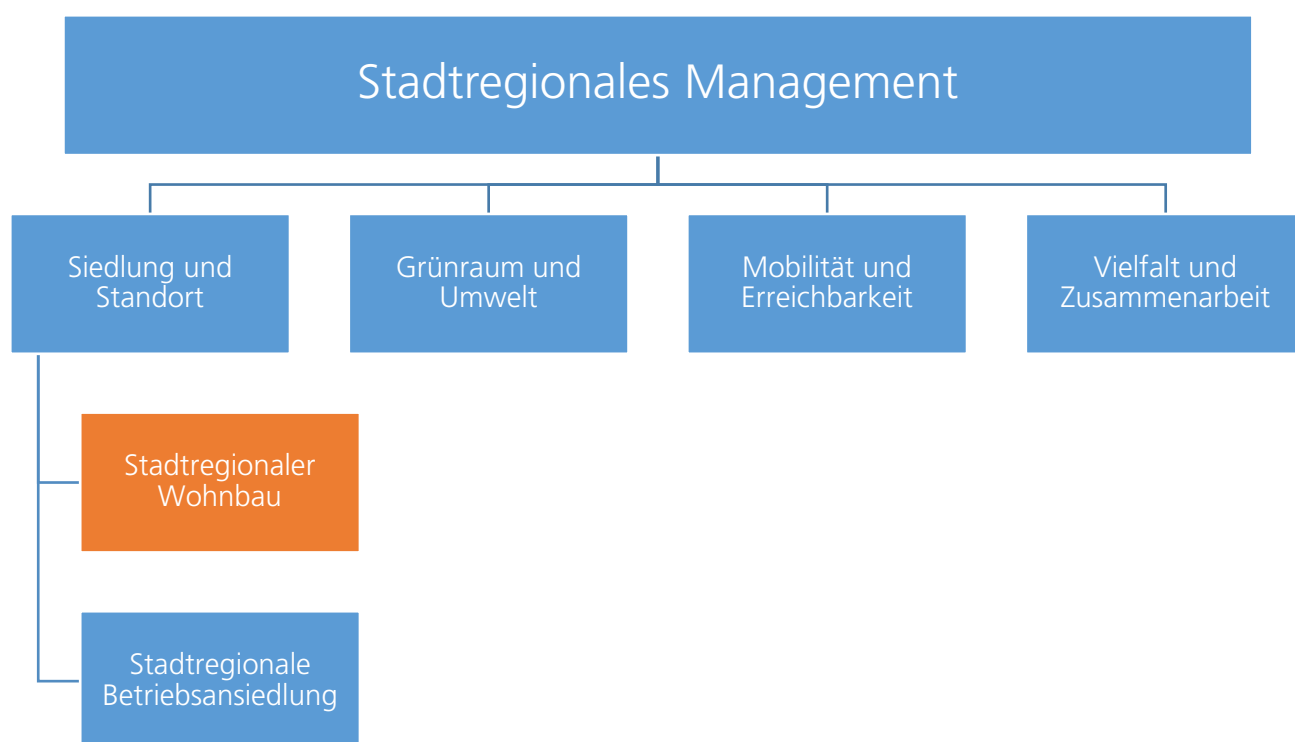 Stadtregionales Management
Siedlung und
Standort
Grünraum und
Umwelt
Mobilität und
Erreichbarkeit
Vielfalt und
Zusammenarbeit
Stadtregionaler
Wohnbau
Stadtregionale
Betriebsansiedlung